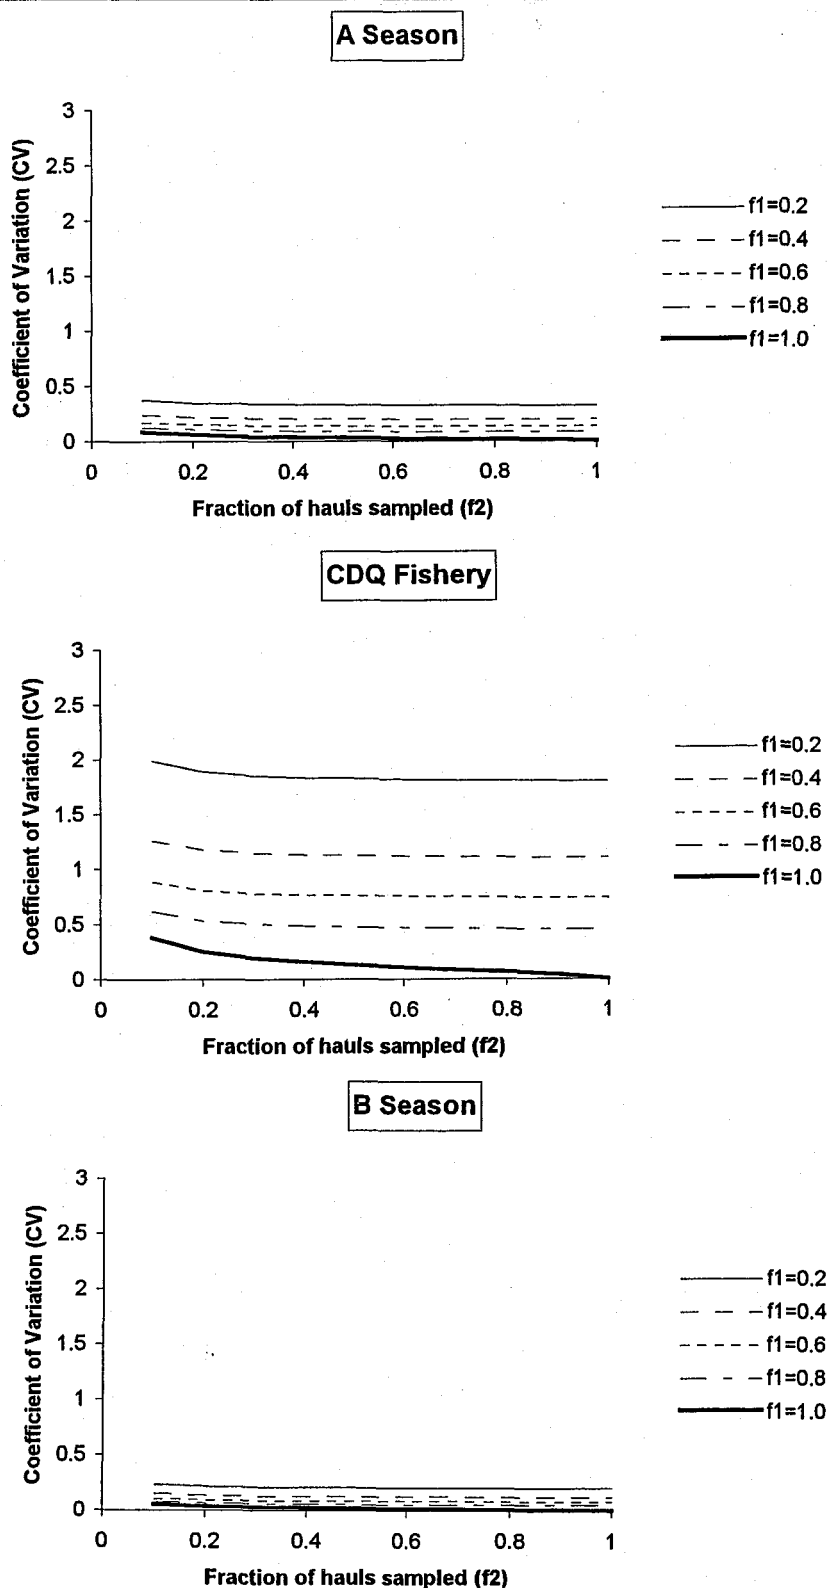 A Season
Coefficient of Variation (CV)
3
2.5
2
1.5
1
0.5
0
0 0.2 0.4 0.6 0.8 1
Fraction of hauls sampled (f2)
f1=0.2
f1=0.4
f1=0.6
f1=0.8
f1=1.0
CDQ Fishery
Coefficient of Variation (CV)
3
2.5
2
1.5
1
0.5
0
0 0.2 0.4 0.6 0.8 1
Fraction of hauls sampled (f2)
f1=0.2
f1=0.4
f1=0.6
f1=0.8
f1=1.0
B Season
Coefficient of Variation (CV)
3
2.5
2
1.5
1
0.5
0
0 0.2 0.4 0.6 0.8 1
Fraction of hauls sampled (f2)
f1=0.2
f1=0.4
f1=0.6
f1=0.8
f1=1.0